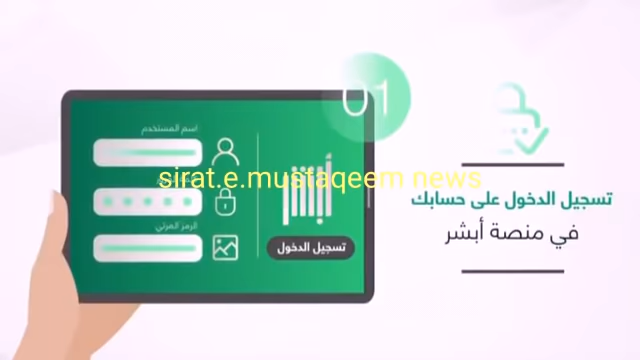 01
اسم المستخدم
sirat.e.mustaqeem news
الرمز المرئي
أبشر
تسجيل الدخول
تسجيل الدخول على حسابك
في منصة أبشر